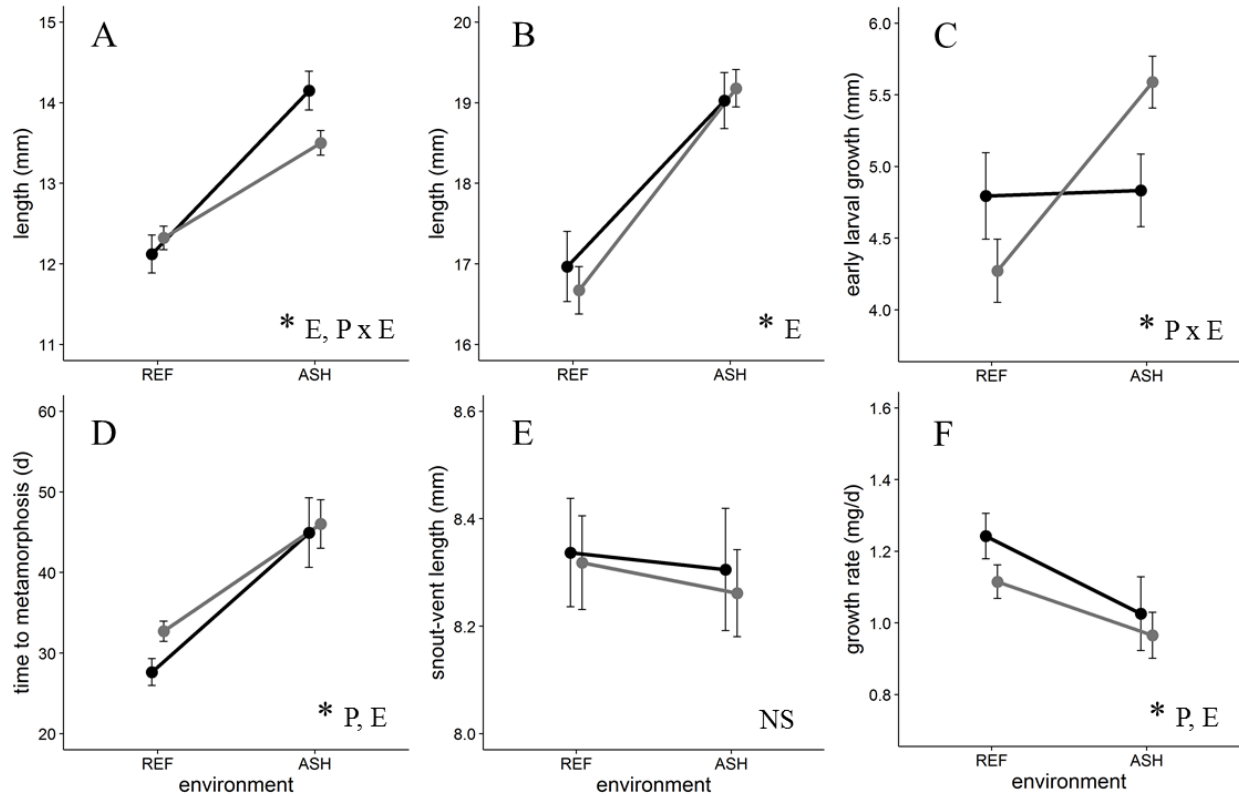 A
length (mm)
15
14
13
12
11
REF
ASH
* E, P x E
B
length (mm)
20
19
18
17
16
REF
ASH
* E
C
early larval growth (mm)
6.0
5.5
5.0
4.5
4.0
REF
ASH
* P x E
D
time to metamorphosis (d)
60
50
40
30
20
REF
ASH
environment
* P, E
E
snout-vent length (mm)
8.6
8.4
8.2
8.0
REF
ASH
environment
NS
F
growth rate (mg/d)
1.6
1.4
1.2
1.0
0.8
REF
ASH
environment
* P, E